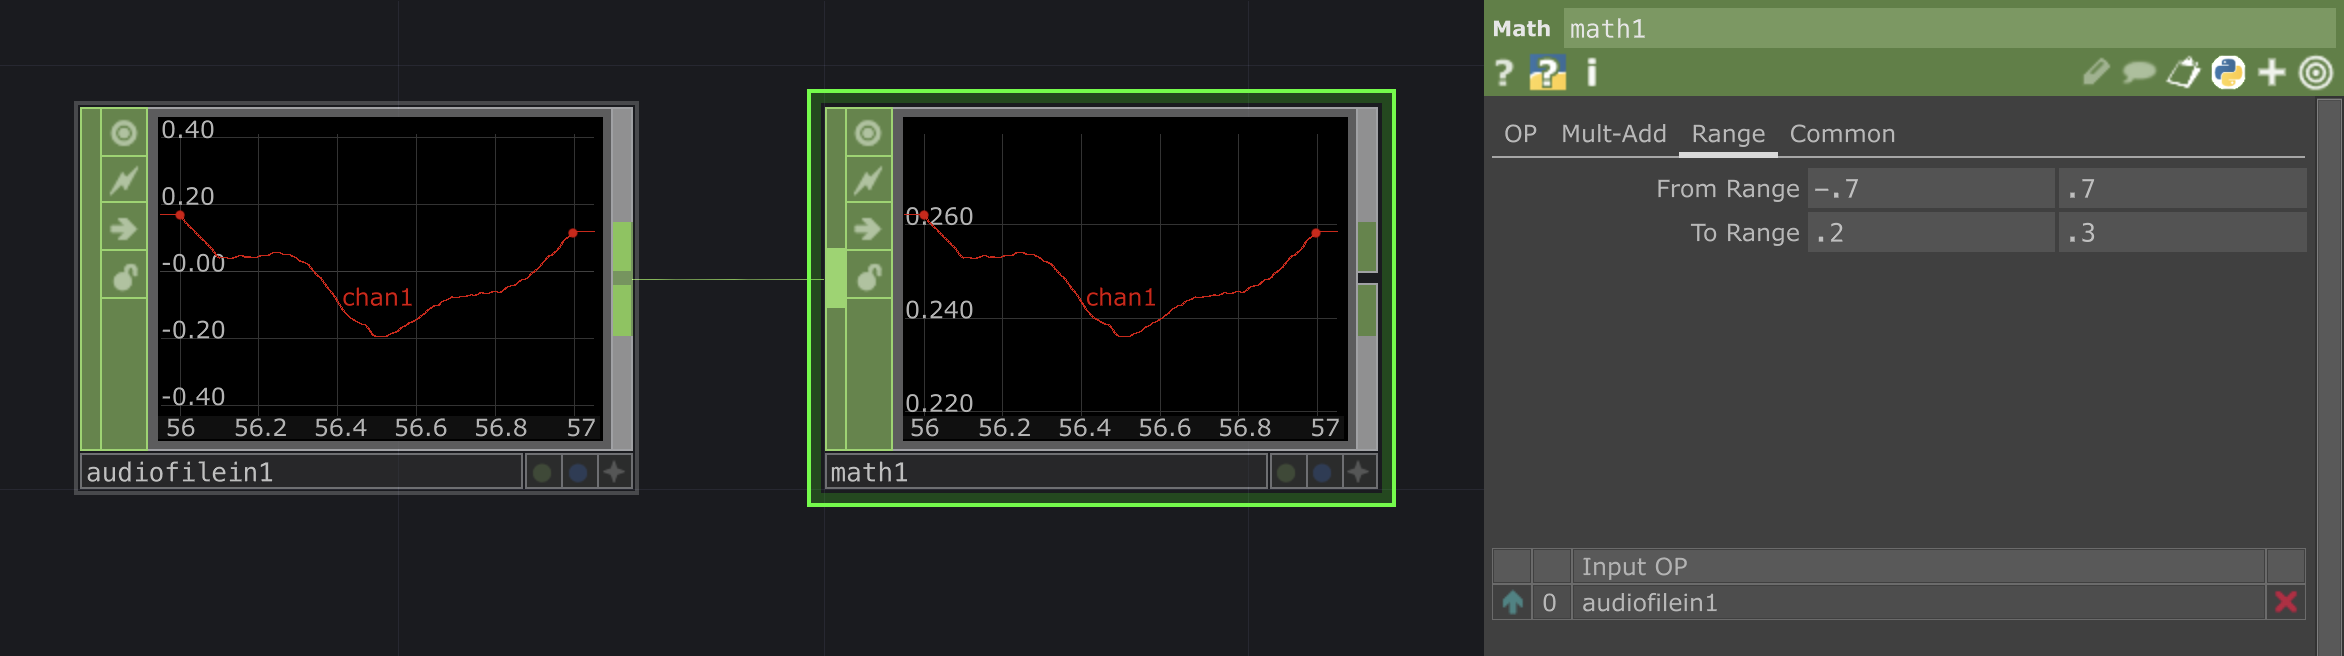 0.40
0.20
-0.00
-0.20
-0.40
chan1
56 56.2 56.4 56.6 56.8 57
audiofilein1
0.260
0.240
0.220
chan1
56 56.2 56.4 56.6 56.8 57
math1
Math math1
? ? i
OP Mult-Add Range Common
From Range -.7 .7
To Range .2 .3
Input OP
0 audiofilein1